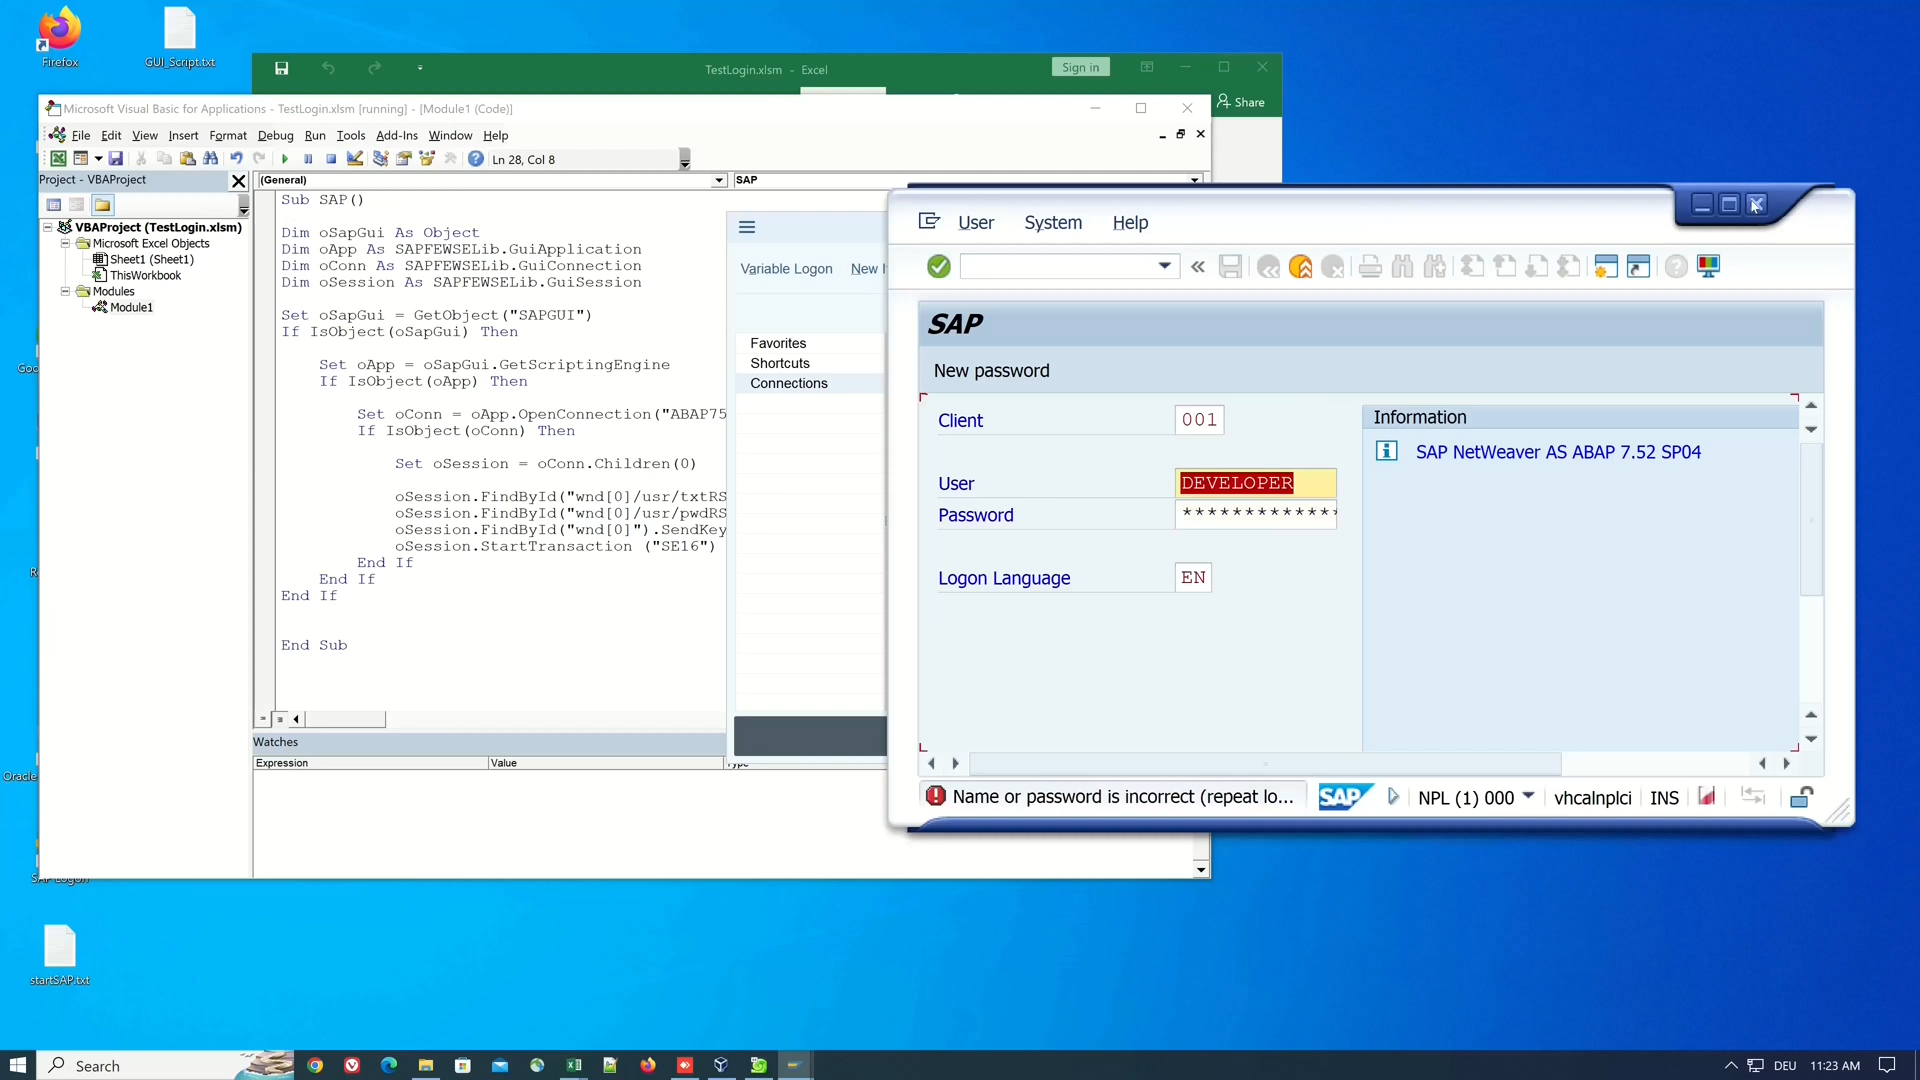 Firefox
GUI_Script.txt
TestLogin.xlsm - Excel
Sign in
Share
Microsoft Visual Basic for Applications - TestLogin.xlsm [running] - [Module1 (Code)]
File Edit View Insert Format Debug Run Tools Add-Ins Window Help
Ln 28, Col 8
Project - VBAProject
VBAProject (TestLogin.xlsm)
Microsoft Excel Objects
Sheet1 (Sheet1)
ThisWorkbook
Modules
Module1
(General)
SAP
Sub SAP()
Dim oSapGui As Object
Dim oApp As SAPFEWSELib.GuiApplication
Dim oConn As SAPFEWSELib.GuiConnection
Dim oSession As SAPFEWSELib.GuiSession
Set oSapGui = GetObject("SAPGUI")
If IsObject(oSapGui) Then
Set oApp = oSapGui.GetScriptingEngine
If IsObject(oApp) Then
Set oConn = oApp.OpenConnection("ABAP75
If IsObject(oConn) Then
Set oSession = oConn.Children(0)
oSession.FindById("wnd[0]/usr/txtRS
oSession.FindById("wnd[0]/usr/pwdRS
oSession.FindById("wnd[0]").SendKey
oSession.StartTransaction ("SE16")
End If
End If
End If
End Sub
Watches
Expression Value Type
Variable Logon New I
Favorites
Shortcuts
Connections
User System Help
SAP
New password
Client 001
User DEVELOPER
Password *************
Logon Language EN
Information
SAP NetWeaver AS ABAP 7.52 SP04
Name or password is incorrect (repeat lo...
SAP
NPL (1) 000
vhcalnplci
INS
Goo
R
Oracle
SAP Logon
startSAP.txt
Search
DEU
11:23 AM